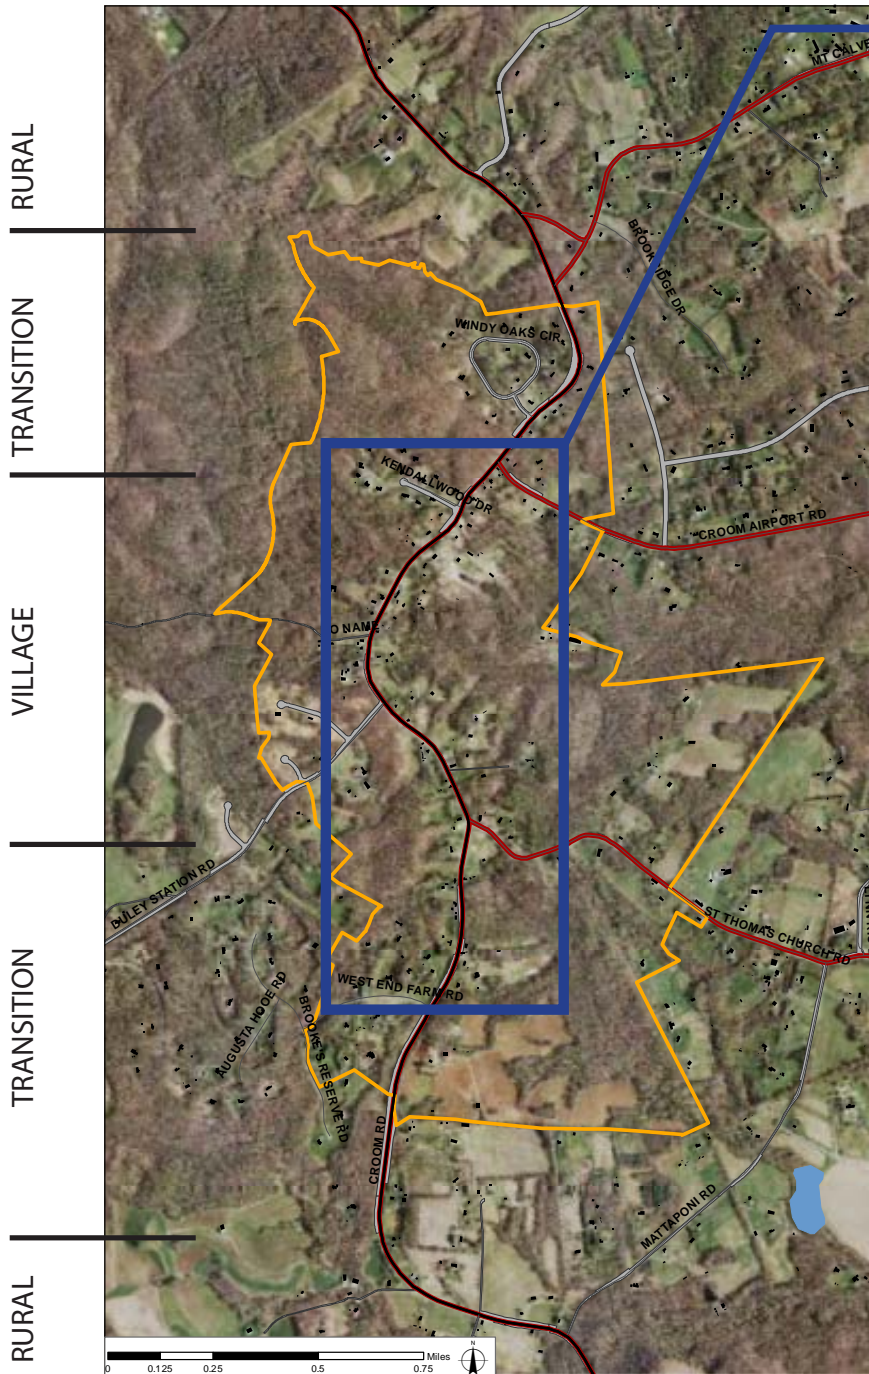 RURAL
MT CALVE
BROOKRIDGE DR
TRANSITION
WINDY OAKS CIR
KENDALLWOOD DR
CROOM AIRPORT RD
VILLAGE
O NAME
DULEY STATION RD
ST THOMAS CHURCH RD
WEST END FARM RD
AUGUSTA HOOE RD
BROOKE'S RESERVE RD
TRANSITION
CROOM RD
MATTAPONI RD
RURAL
N
Miles
0 0.125 0.25 0.5 0.75